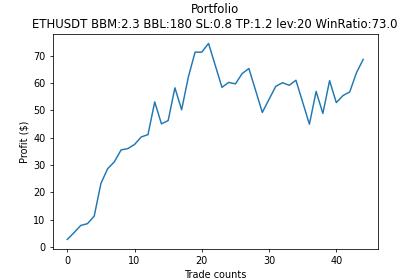 Portfolio
ETHUSDT BBM:2.3 BBL:180 SL:0.8 TP:1.2 lev:20 WinRatio:73.0
Profit ($)
70
60
50
40
30
20
10
0
0 10 20 30 40
Trade counts